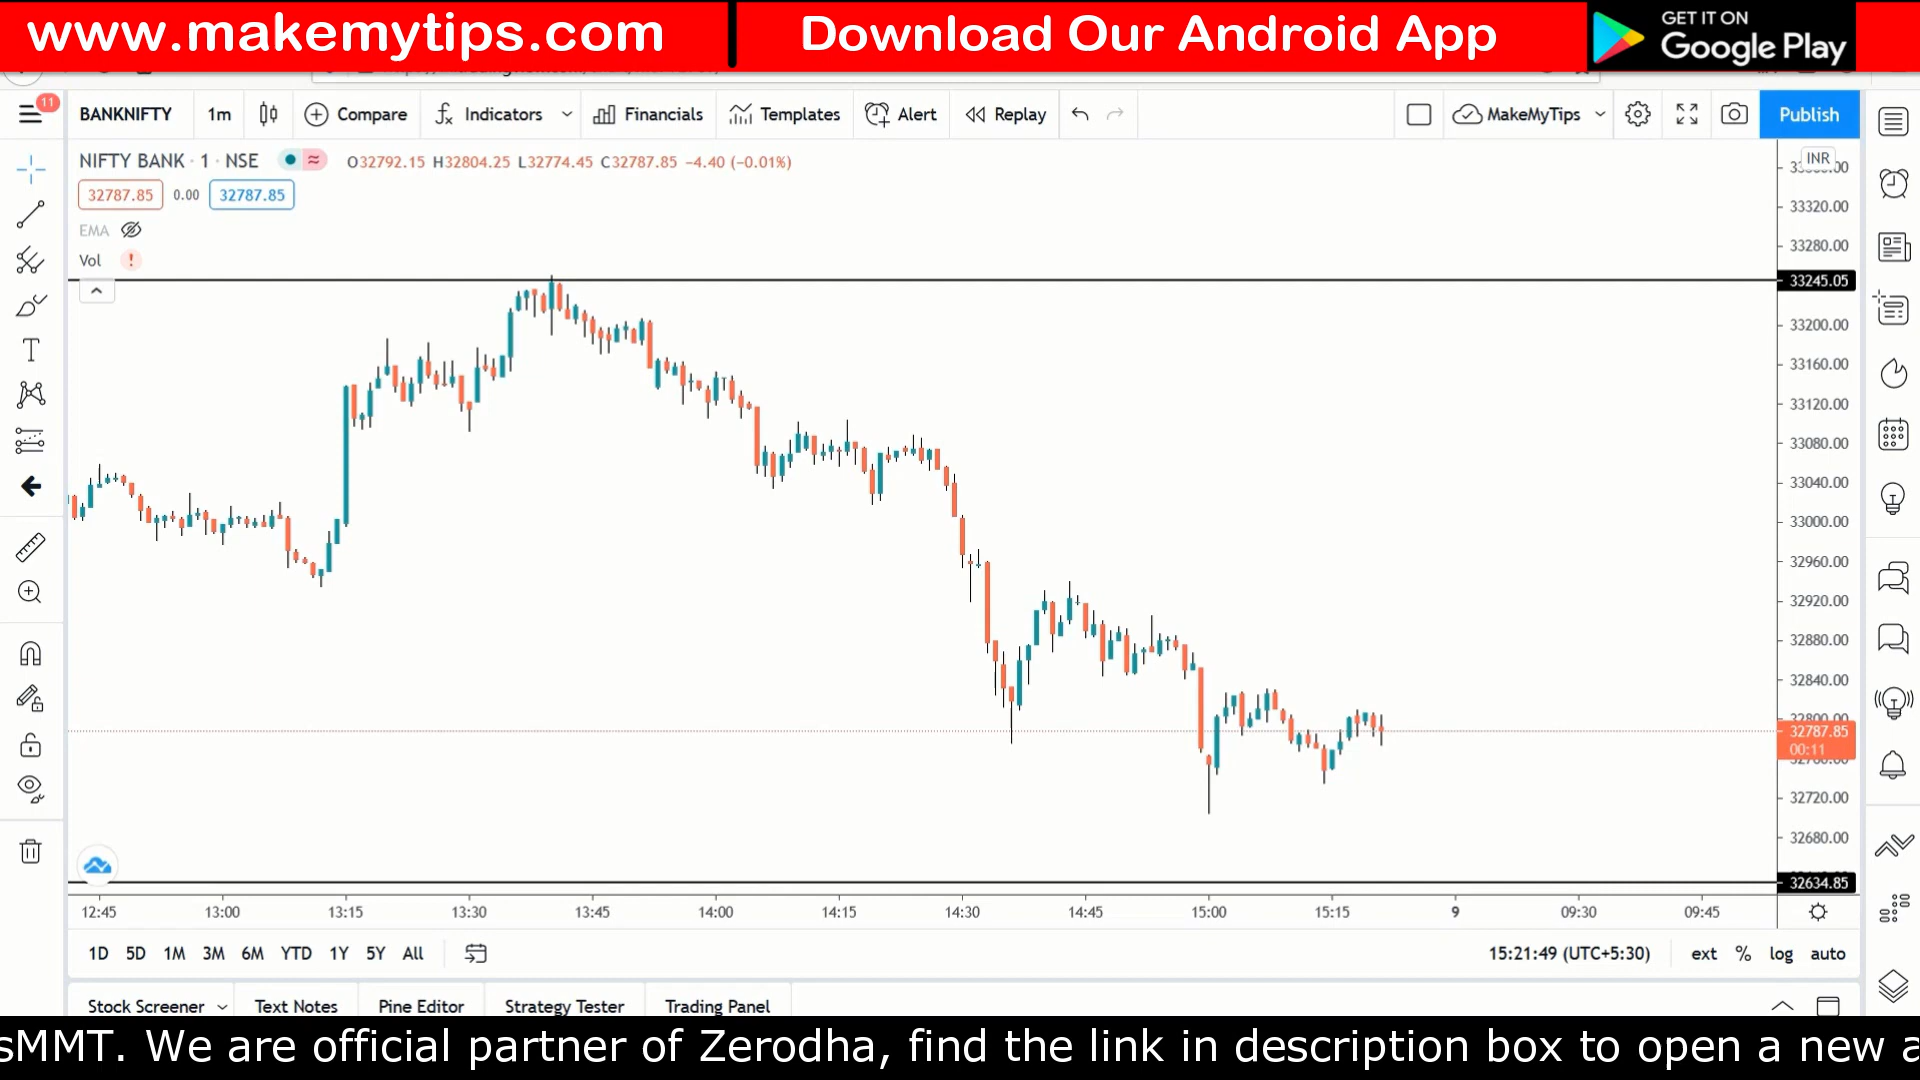 www.makemytips.com
Download Our Android App
GET IT ON
Google Play
11
BANKNIFTY
1m
Compare
Indicators
Financials
Templates
Alert
Replay
MakeMyTips
Publish
NIFTY BANK · 1 · NSE
O32792.15 H32804.25 L32774.45 C32787.85 −4.40 (−0.01%)
32787.85 0.00 32787.85
EMA
Vol !
INR
33320.00
33280.00
33245.05
33200.00
33160.00
33120.00
33080.00
33040.00
33000.00
32960.00
32920.00
32880.00
32840.00
32800.00
32787.85
00:11
32760.00
32720.00
32680.00
32634.85
12:45 13:00 13:15 13:30 13:45 14:00 14:15 14:30 14:45 15:00 15:15 9 09:30 09:45
1D 5D 1M 3M 6M YTD 1Y 5Y All
15:21:49 (UTC+5:30) ext % log auto
Stock Screener Text Notes Pine Editor Strategy Tester Trading Panel
sMMT. We are official partner of Zerodha, find the link in description box to open a new a